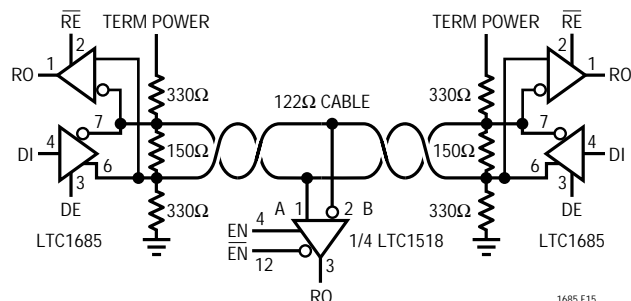 RE TERM POWER
2
RO 1
330Ω
7
DI 4
150Ω
6
3
DE
330Ω
LTC1685
122Ω CABLE
A 1 2 B
EN 4
EN 12
1/4 LTC1518
3
RO
TERM POWER RE
2
1 RO
330Ω
7
4 DI
150Ω
6
3
DE
330Ω
LTC1685
1685 F15